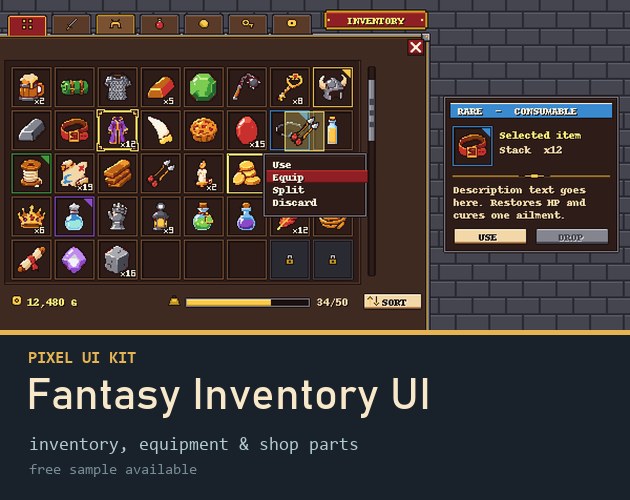 INVENTORY
x2
x5
x8
x12
x15
x19
x2
Use
Equip
Split
Discard
x6
x9
x12
x16
12,480 G
34/50
SORT
RARE - CONSUMABLE
Selected item
Stack x12
Description text goes
here. Restores HP and
cures one ailment.
USE
DROP
PIXEL UI KIT
Fantasy Inventory UI
inventory, equipment & shop parts
free sample available